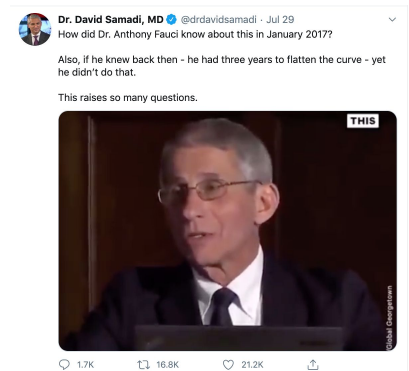 Dr. David Samadi, MD @drdavidsamadi · Jul 29
How did Dr. Anthony Fauci know about this in January 2017?
Also, if he knew back then - he had three years to flatten the curve - yet
he didn't do that.
This raises so many questions.
THIS
/Global Georgetown
1.7K
16.8K
21.2K